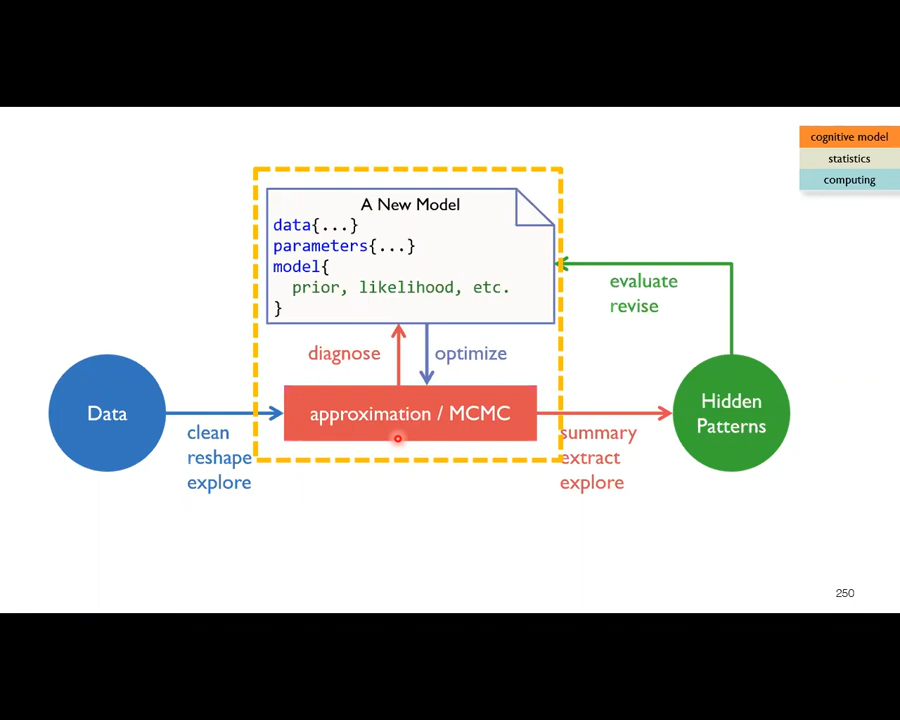 cognitive model
statistics
computing
A New Model
data{...}
parameters{...}
model{
prior, likelihood, etc.
}
evaluate
revise
diagnose
optimize
Data
approximation / MCMC
Hidden
Patterns
clean
reshape
explore
summary
extract
explore
250